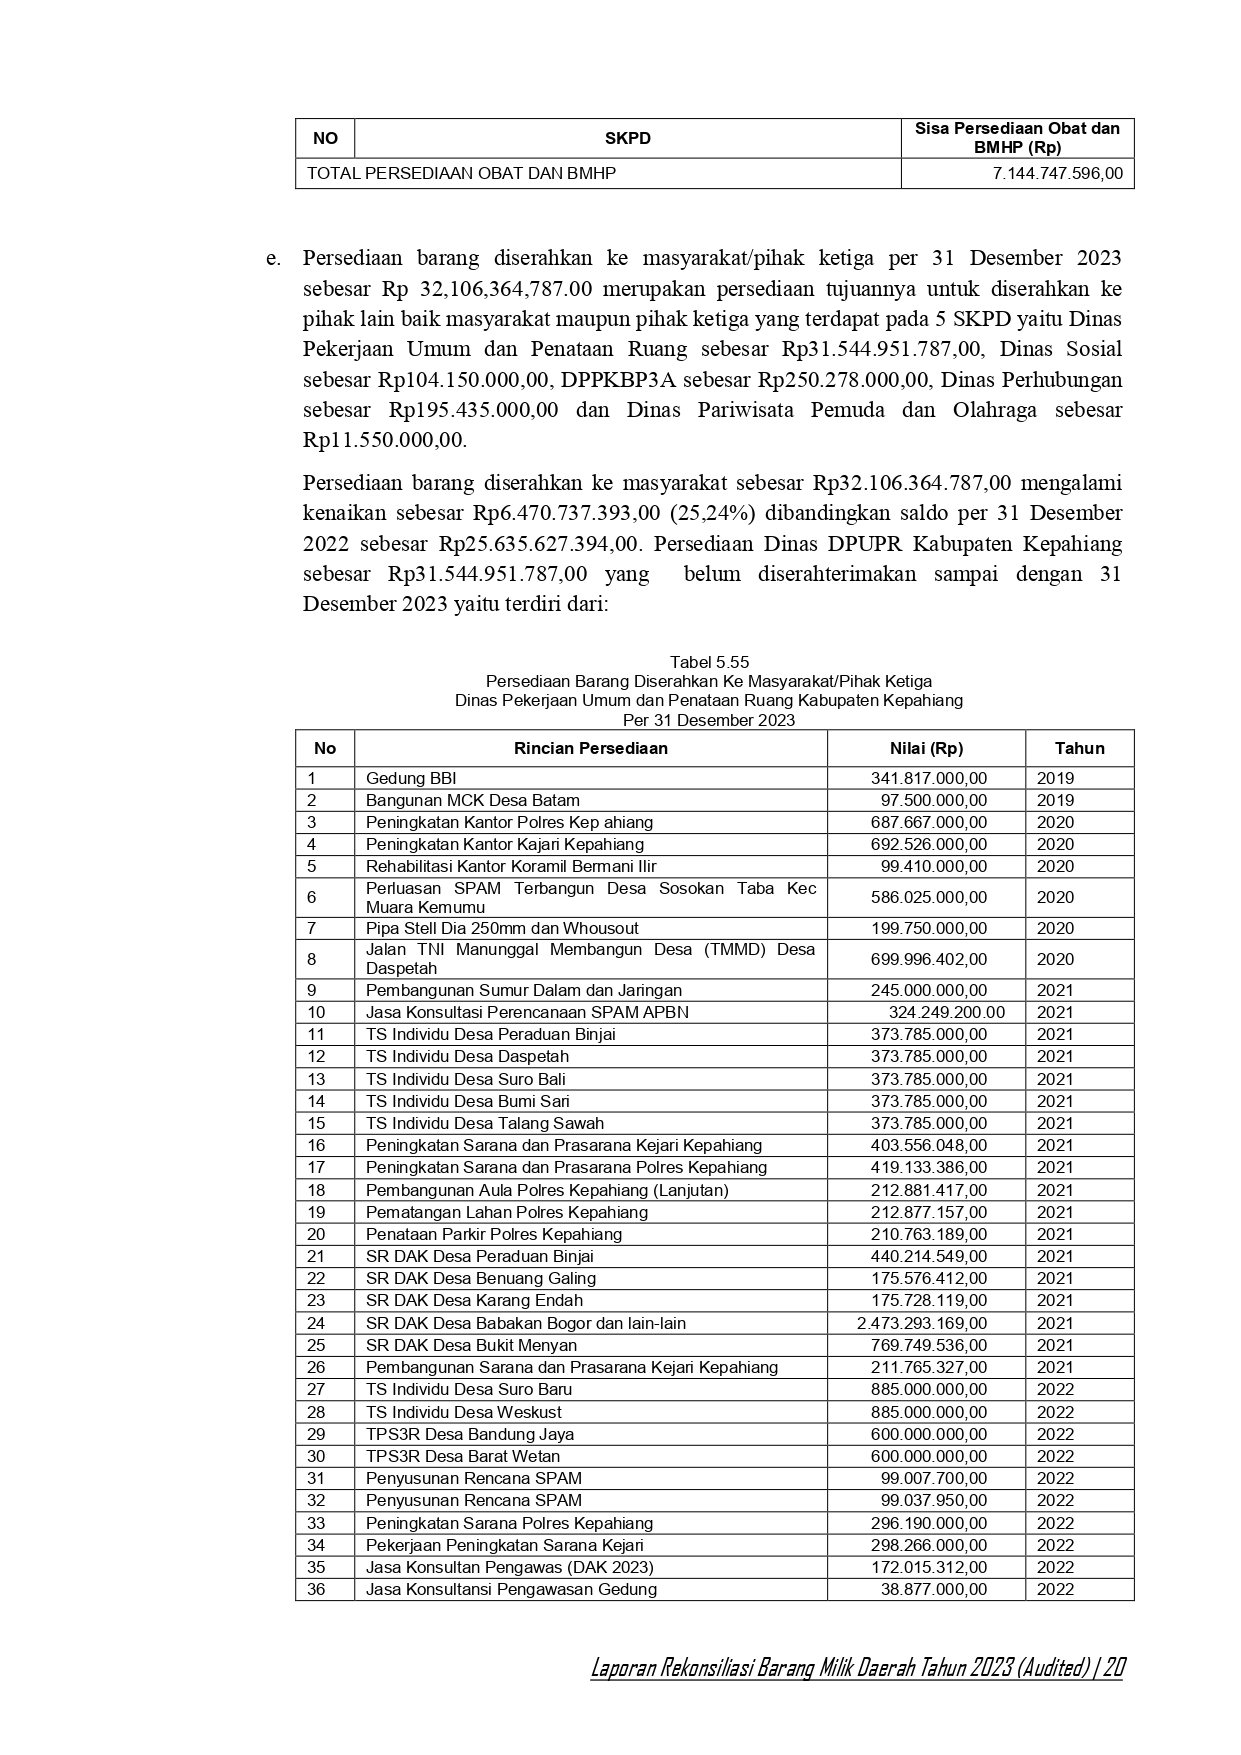 NO SKPD Sisa Persediaan Obat dan
BMHP (Rp)
TOTAL PERSEDIAAN OBAT DAN BMHP 7.144.747.596,00
e. Persediaan barang diserahkan ke masyarakat/pihak ketiga per 31 Desember 2023
sebesar Rp 32,106,364,787.00 merupakan persediaan tujuannya untuk diserahkan ke
pihak lain baik masyarakat maupun pihak ketiga yang terdapat pada 5 SKPD yaitu Dinas
Pekerjaan Umum dan Penataan Ruang sebesar Rp31.544.951.787,00, Dinas Sosial
sebesar Rp104.150.000,00, DPPKBP3A sebesar Rp250.278.000,00, Dinas Perhubungan
sebesar Rp195.435.000,00 dan Dinas Pariwisata Pemuda dan Olahraga sebesar
Rp11.550.000,00.
Persediaan barang diserahkan ke masyarakat sebesar Rp32.106.364.787,00 mengalami
kenaikan sebesar Rp6.470.737.393,00 (25,24%) dibandingkan saldo per 31 Desember
2022 sebesar Rp25.635.627.394,00. Persediaan Dinas DPUPR Kabupaten Kepahiang
sebesar Rp31.544.951.787,00 yang belum diserahterimakan sampai dengan 31
Desember 2023 yaitu terdiri dari:
Tabel 5.55
Persediaan Barang Diserahkan Ke Masyarakat/Pihak Ketiga
Dinas Pekerjaan Umum dan Penataan Ruang Kabupaten Kepahiang
Per 31 Desember 2023
No Rincian Persediaan Nilai (Rp) Tahun
1 Gedung BBI 341.817.000,00 2019
2 Bangunan MCK Desa Batam 97.500.000,00 2019
3 Peningkatan Kantor Polres Kep ahiang 687.667.000,00 2020
4 Peningkatan Kantor Kajari Kepahiang 692.526.000,00 2020
5 Rehabilitasi Kantor Koramil Bermani Ilir 99.410.000,00 2020
6 Perluasan SPAM Terbangun Desa Sosokan Taba Kec
Muara Kemumu 586.025.000,00 2020
7 Pipa Stell Dia 250mm dan Whousout 199.750.000,00 2020
8 Jalan TNI Manunggal Membangun Desa (TMMD) Desa
Daspetah 699.996.402,00 2020
9 Pembangunan Sumur Dalam dan Jaringan 245.000.000,00 2021
10 Jasa Konsultasi Perencanaan SPAM APBN 324.249.200.00 2021
11 TS Individu Desa Peraduan Binjai 373.785.000,00 2021
12 TS Individu Desa Daspetah 373.785.000,00 2021
13 TS Individu Desa Suro Bali 373.785.000,00 2021
14 TS Individu Desa Bumi Sari 373.785.000,00 2021
15 TS Individu Desa Talang Sawah 373.785.000,00 2021
16 Peningkatan Sarana dan Prasarana Kejari Kepahiang 403.556.048,00 2021
17 Peningkatan Sarana dan Prasarana Polres Kepahiang 419.133.386,00 2021
18 Pembangunan Aula Polres Kepahiang (Lanjutan) 212.881.417,00 2021
19 Pematangan Lahan Polres Kepahiang 212.877.157,00 2021
20 Penataan Parkir Polres Kepahiang 210.763.189,00 2021
21 SR DAK Desa Peraduan Binjai 440.214.549,00 2021
22 SR DAK Desa Benuang Galing 175.576.412,00 2021
23 SR DAK Desa Karang Endah 175.728.119,00 2021
24 SR DAK Desa Babakan Bogor dan lain-lain 2.473.293.169,00 2021
25 SR DAK Desa Bukit Menyan 769.749.536,00 2021
26 Pembangunan Sarana dan Prasarana Kejari Kepahiang 211.765.327,00 2021
27 TS Individu Desa Suro Baru 885.000.000,00 2022
28 TS Individu Desa Weskust 885.000.000,00 2022
29 TPS3R Desa Bandung Jaya 600.000.000,00 2022
30 TPS3R Desa Barat Wetan 600.000.000,00 2022
31 Penyusunan Rencana SPAM 99.007.700,00 2022
32 Penyusunan Rencana SPAM 99.037.950,00 2022
33 Peningkatan Sarana Polres Kepahiang 296.190.000,00 2022
34 Pekerjaan Peningkatan Sarana Kejari 298.266.000,00 2022
35 Jasa Konsultan Pengawas (DAK 2023) 172.015.312,00 2022
36 Jasa Konsultansi Pengawasan Gedung 38.877.000,00 2022
Laporan Rekonsiliasi Barang Milik Daerah Tahun 2023 (Audited) | 20